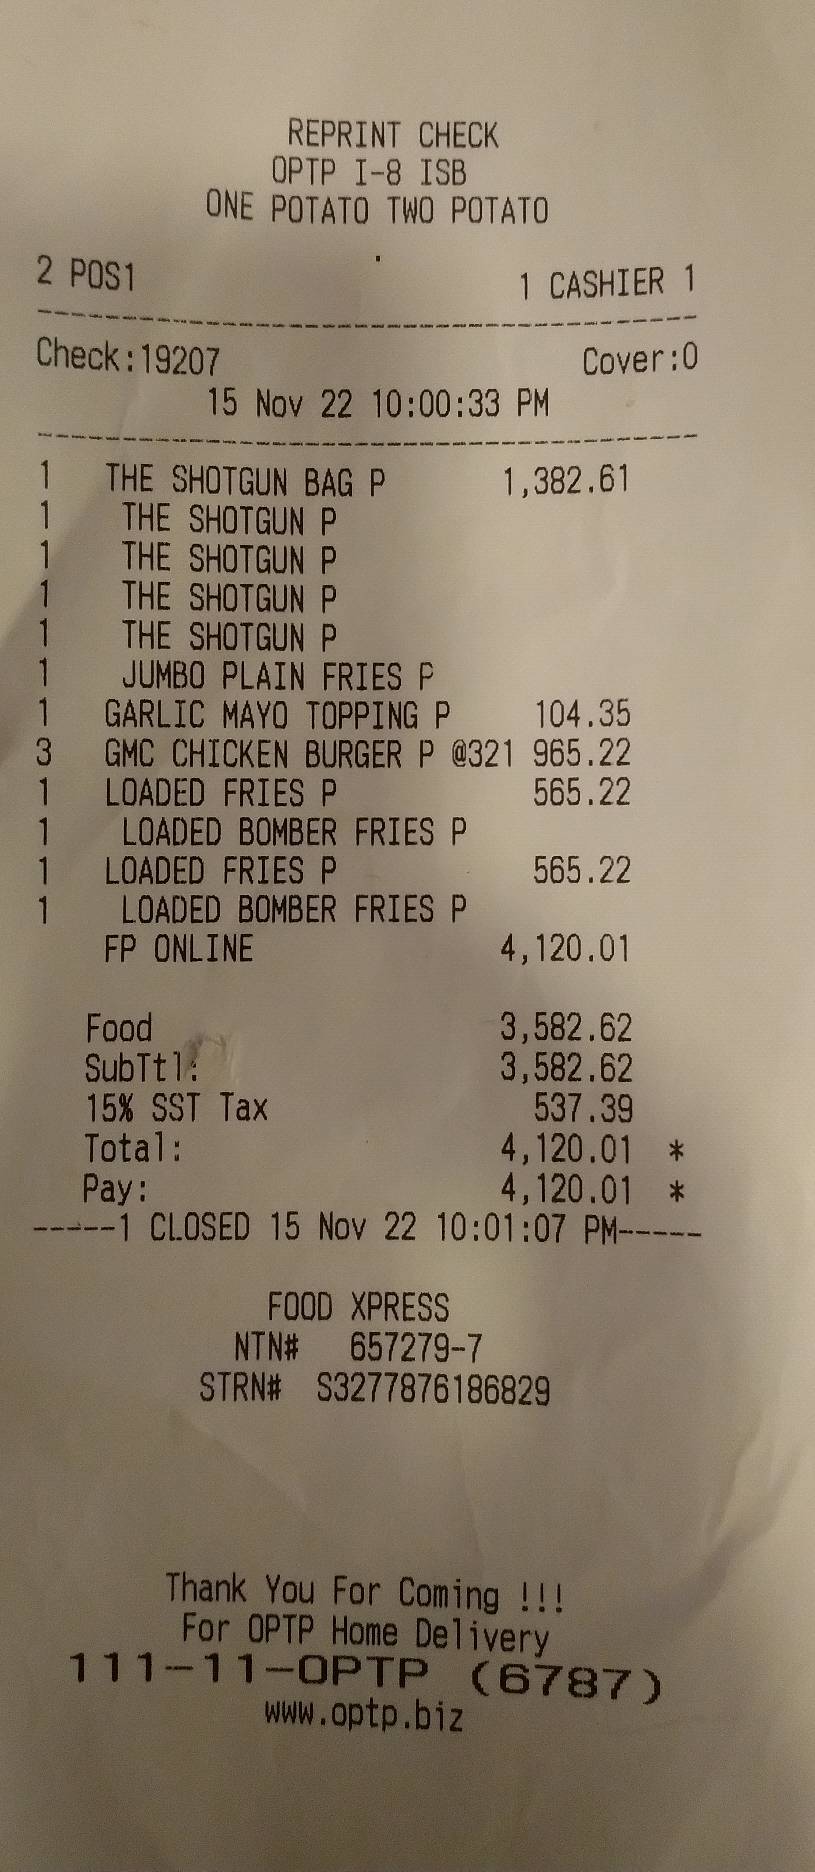 REPRINT CHECK
OPTP I-8 ISB
ONE POTATO TWO POTATO
2 POS1 1 CASHIER 1
Check:19207 Cover:0
15 Nov 22 10:00:33 PM
1 THE SHOTGUN BAG P 1,382.61
1 THE SHOTGUN P
1 THE SHOTGUN P
1 THE SHOTGUN P
1 THE SHOTGUN P
1 JUMBO PLAIN FRIES P
1 GARLIC MAYO TOPPING P 104.35
3 GMC CHICKEN BURGER P @321 965.22
1 LOADED FRIES P 565.22
1 LOADED BOMBER FRIES P
1 LOADED FRIES P 565.22
1 LOADED BOMBER FRIES P
FP ONLINE 4,120.01
Food 3,582.62
SubTtl: 3,582.62
15% SST Tax 537.39
Total: 4,120.01 *
Pay: 4,120.01 *
-----1 CLOSED 15 Nov 22 10:01:07 PM-----
FOOD XPRESS
NTN# 657279-7
STRN# S3277876186829
Thank You For Coming !!!
For OPTP Home Delivery
111-11-OPTP (6787)
www.optp.biz